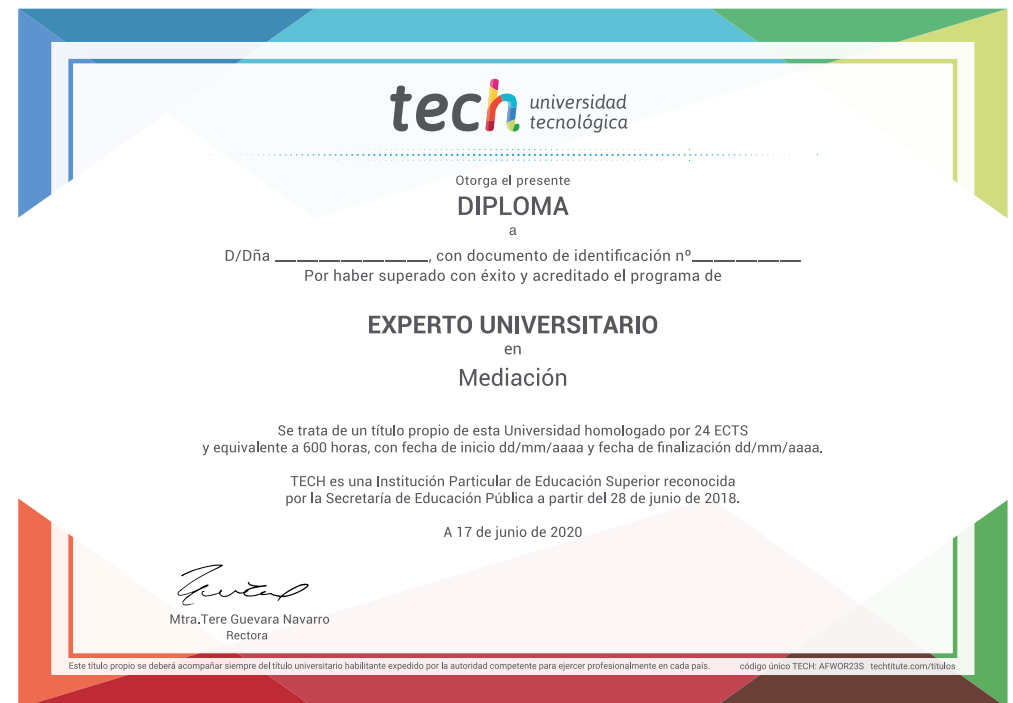 tech universidad
tecnológica
Otorga el presente
DIPLOMA
a
D/Dña ______________, con documento de identificación nº__________
Por haber superado con éxito y acreditado el programa de
EXPERTO UNIVERSITARIO
en
Mediación
Se trata de un título propio de esta Universidad homologado por 24 ECTS
y equivalente a 600 horas, con fecha de inicio dd/mm/aaaa y fecha de finalización dd/mm/aaaa.
TECH es una Institución Particular de Educación Superior reconocida
por la Secretaría de Educación Pública a partir del 28 de junio de 2018.
A 17 de junio de 2020
Mtra.Tere Guevara Navarro
Rectora
Este título propio se deberá acompañar siempre del título universitario habilitante expedido por la autoridad competente para ejercer profesionalmente en cada país. código único TECH: AFWOR23S techtitute.com/titulos